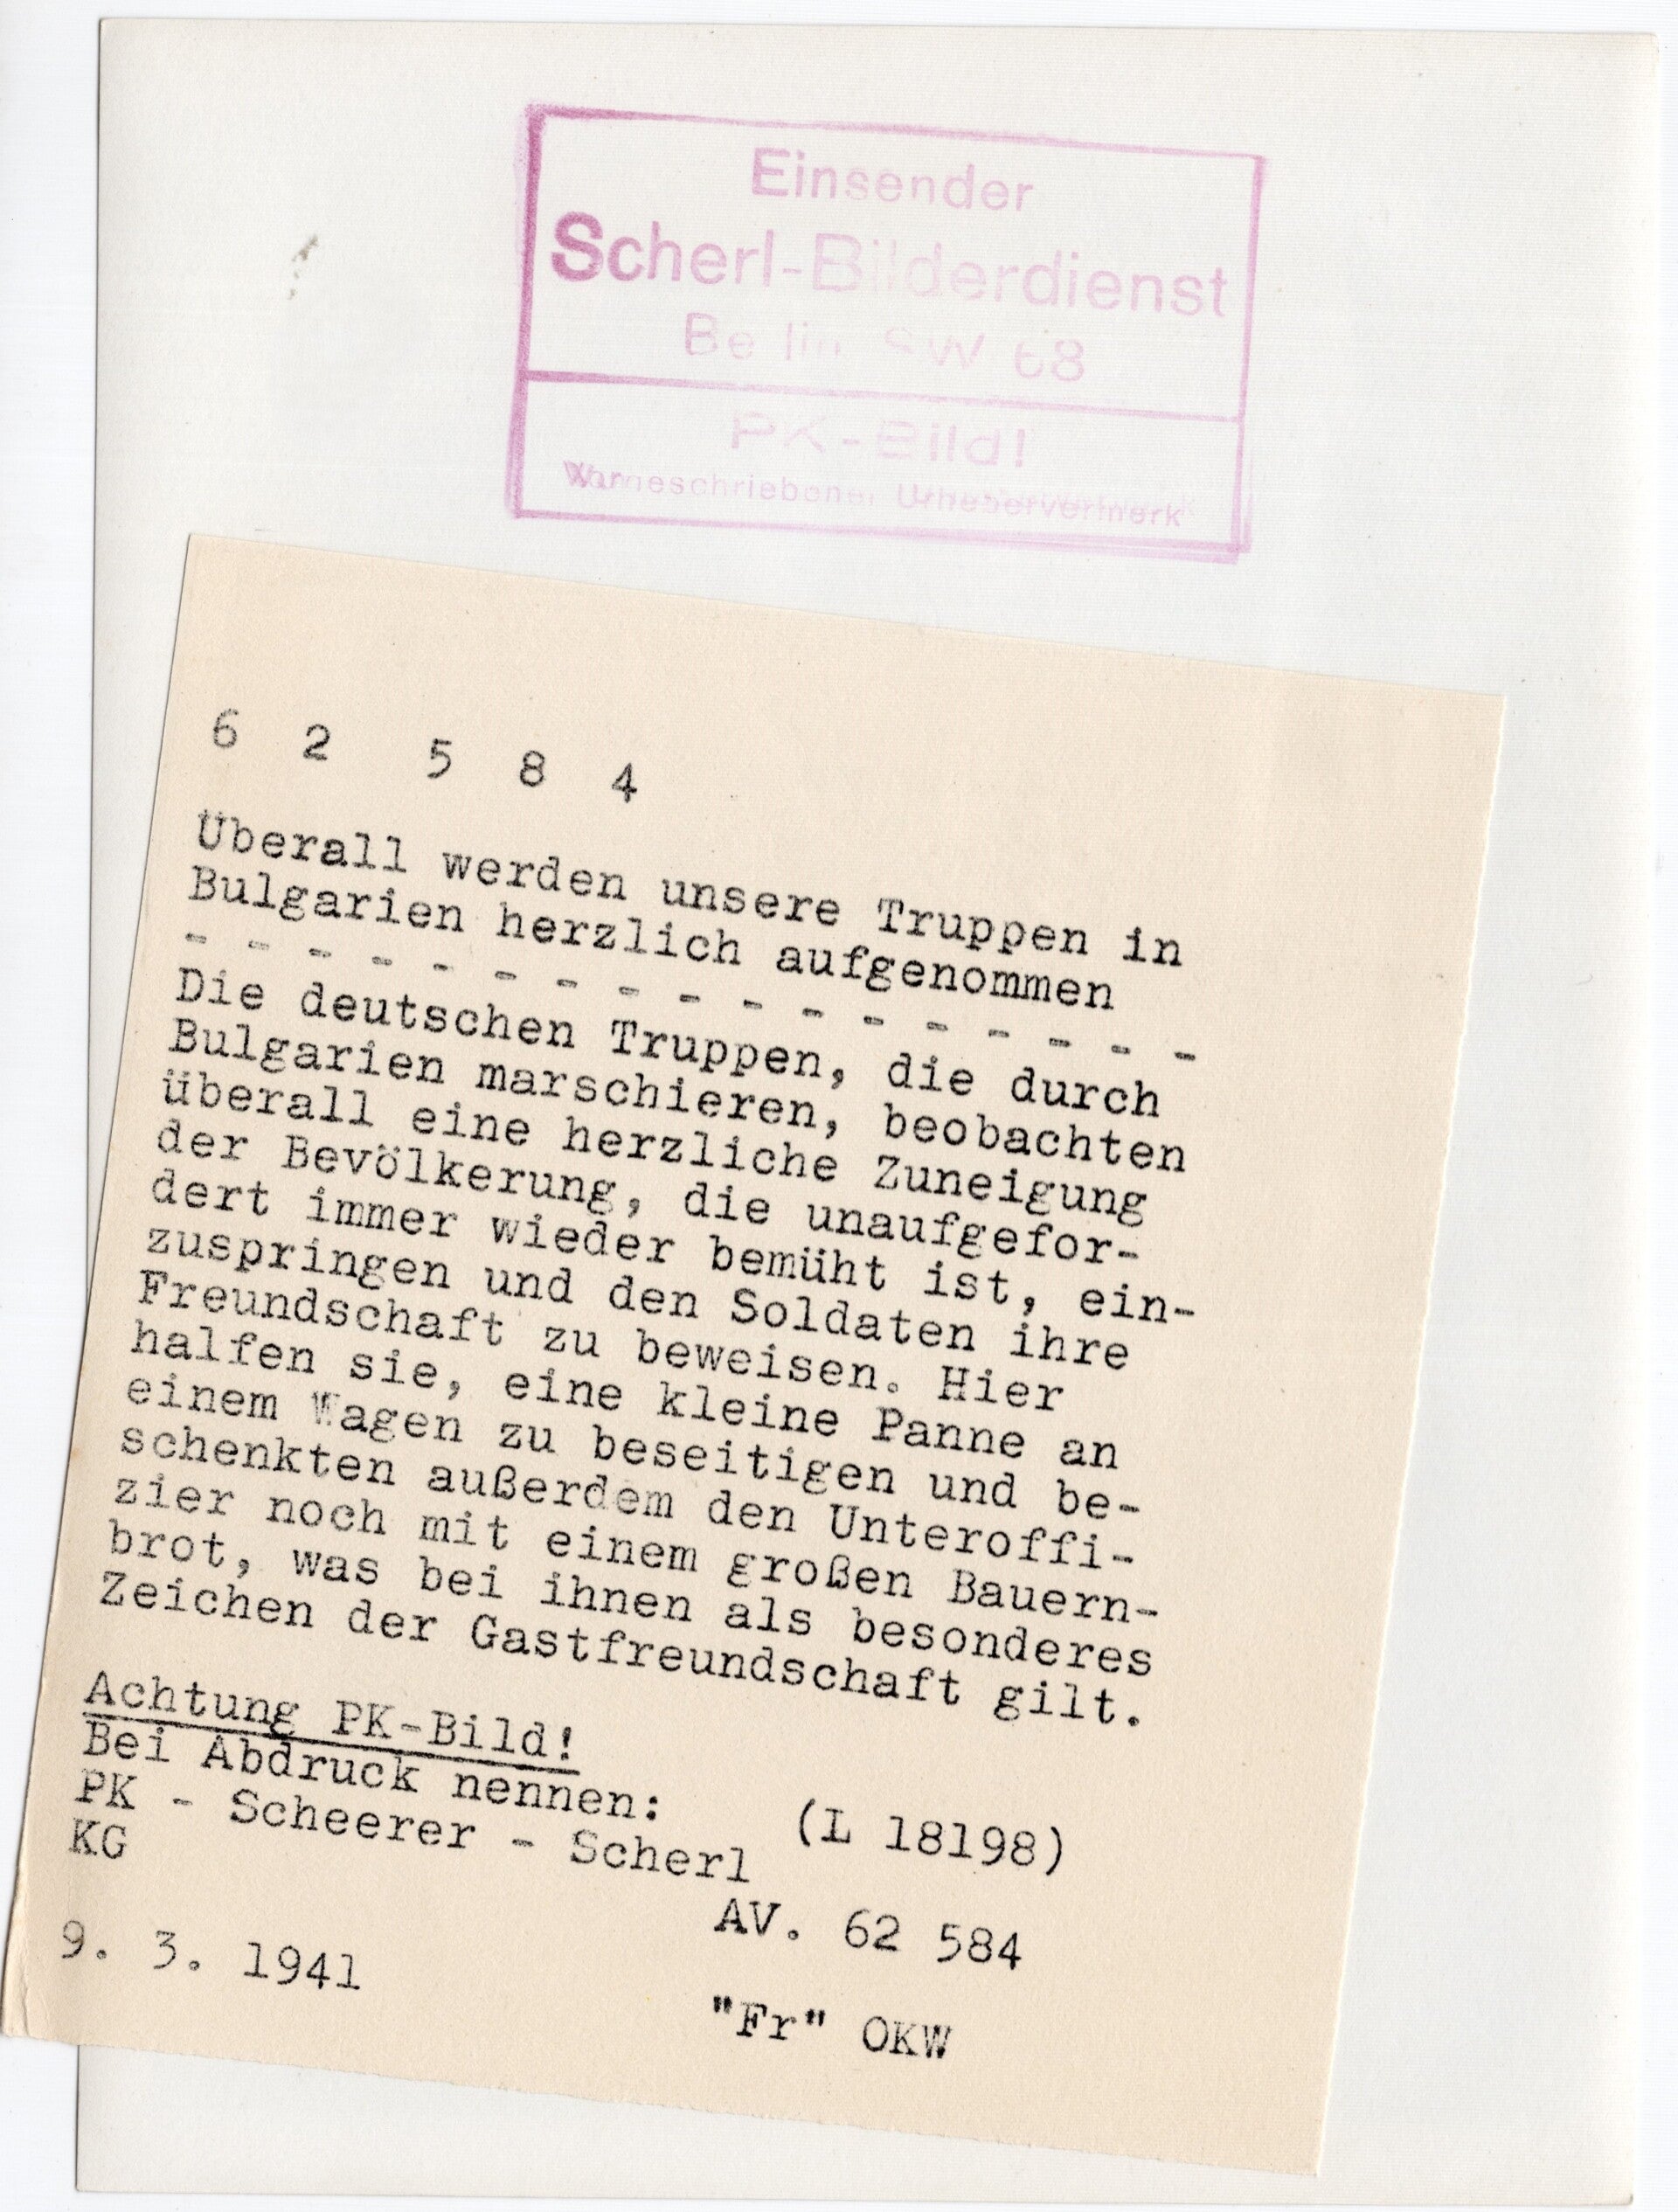 Einsender
Scherl-Bilderdienst
Berlin SW 68
PK-Bild!
Urhebervermerk
6 2 5 8 4
Überall werden unsere Truppen in
Bulgarien herzlich aufgenommen
- - - - - - - - - - - - - - - - -
Die deutschen Truppen, die durch
Bulgarien marschieren, beobachten
überall eine herzliche Zuneigung
der Bevölkerung, die unaufgefor-
dert immer wieder bemüht ist, ein-
zuspringen und den Soldaten ihre
Freundschaft zu beweisen. Hier
halfen sie, eine kleine Panne an
einem Wagen zu beseitigen und be-
schenkten außerdem den Unteroffi-
zier noch mit einem großen Bauern-
brot, was bei ihnen als besonderes
Zeichen der Gastfreundschaft gilt.
Achtung PK-Bild!
Bei Abdruck nennen:
PK - Scheerer - Scherl (L 18198)
KG
AV. 62 584
9. 3. 1941
"Fr" OKW